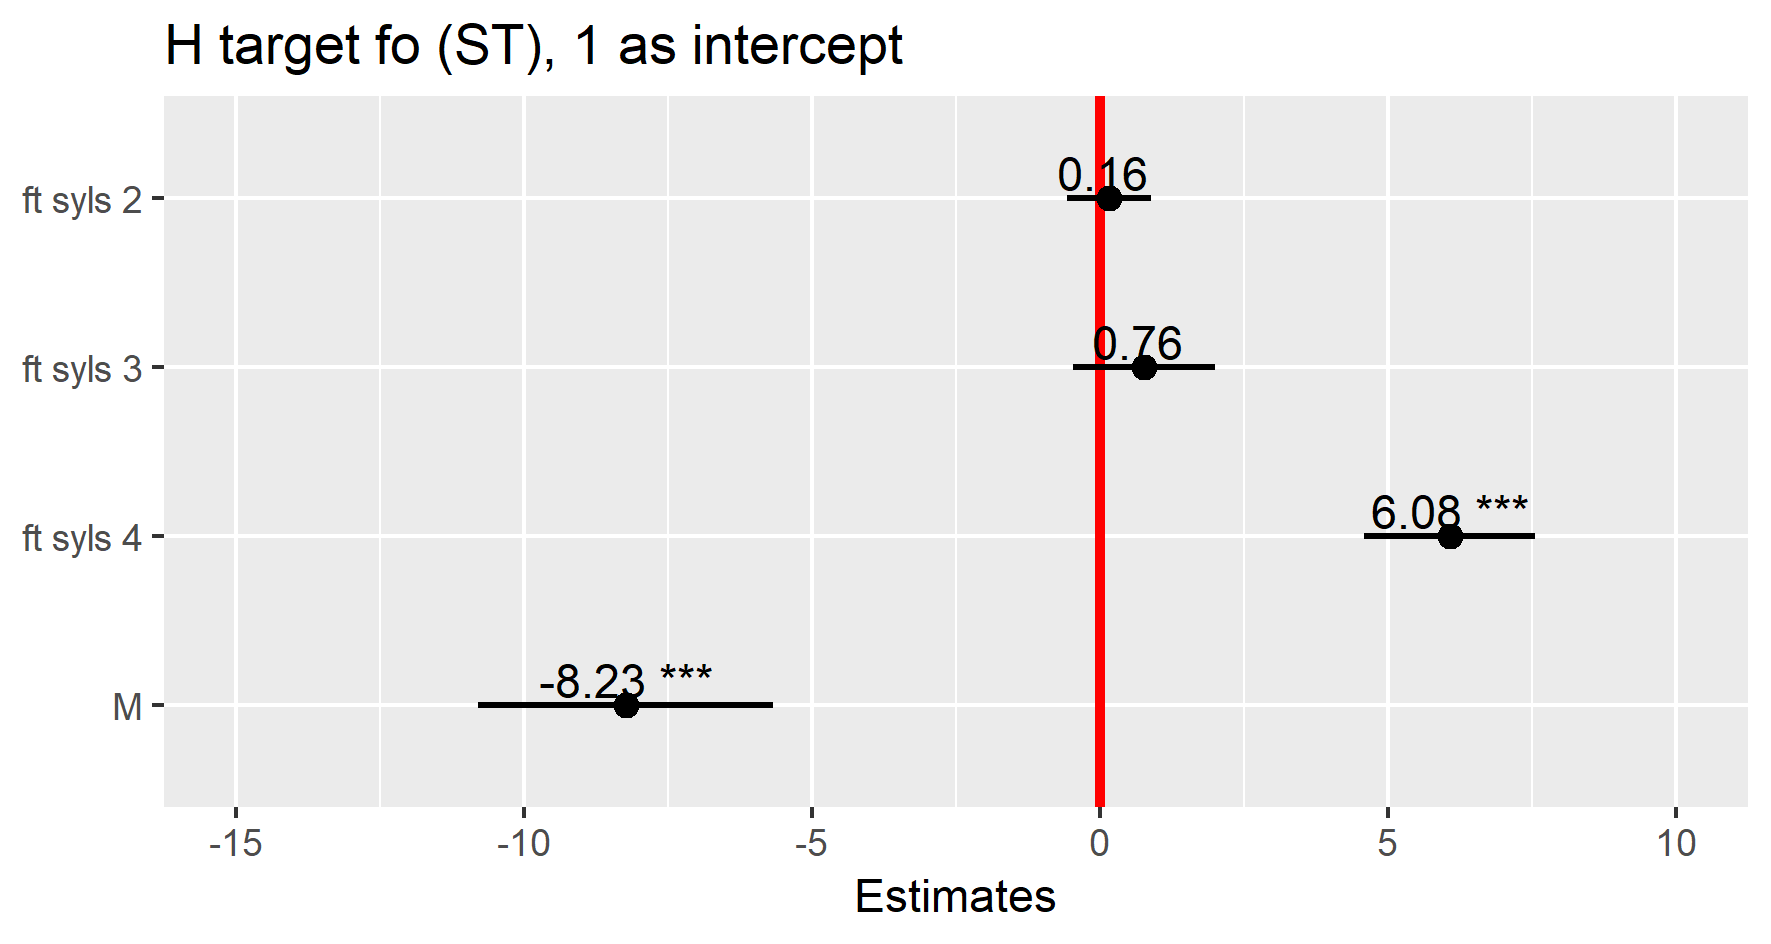 H target fo (ST), 1 as intercept
ft syls 2
0.16
ft syls 3
0.76
ft syls 4
6.08 ***
M
-8.23 ***
-15 -10 -5 0 5 10
Estimates